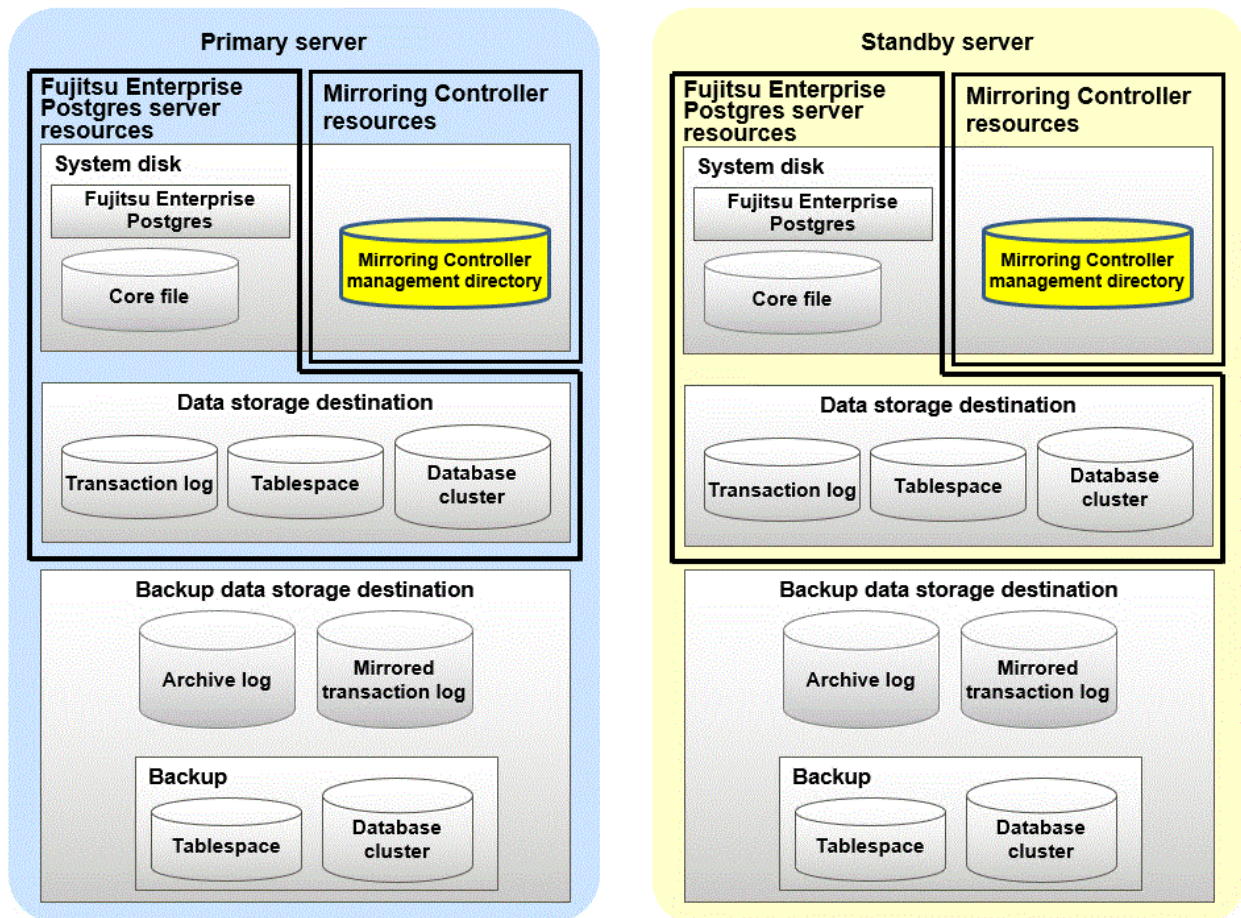 Primary server
Fujitsu Enterprise
Postgres server
resources
Mirroring Controller
resources
System disk
Fujitsu Enterprise
Postgres
Core file
Mirroring Controller
management directory
Data storage destination
Transaction log
Tablespace
Database
cluster
Backup data storage destination
Archive log
Mirrored
transaction log
Backup
Tablespace
Database
cluster
Standby server
Fujitsu Enterprise
Postgres server
resources
Mirroring Controller
resources
System disk
Fujitsu Enterprise
Postgres
Core file
Mirroring Controller
management directory
Data storage destination
Transaction log
Tablespace
Database
cluster
Backup data storage destination
Archive log
Mirrored
transaction log
Backup
Tablespace
Database
cluster